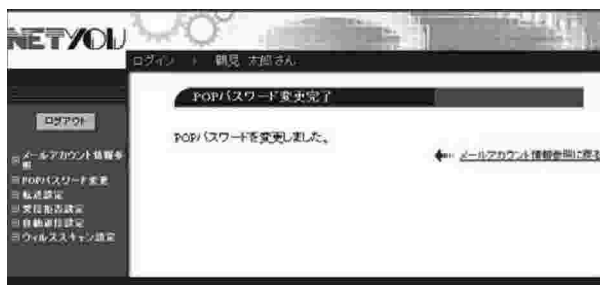 NETYOU
ログイン > 鶴見 太郎さん
POPパスワード変更完了
ログアウト
POPパスワードを変更しました。
メールアカウント情報参照に戻る
メールアカウント情報参
照
POPパスワード変更
転送設定
受信拒否設定
自動返信設定
ウィルススキャン設定